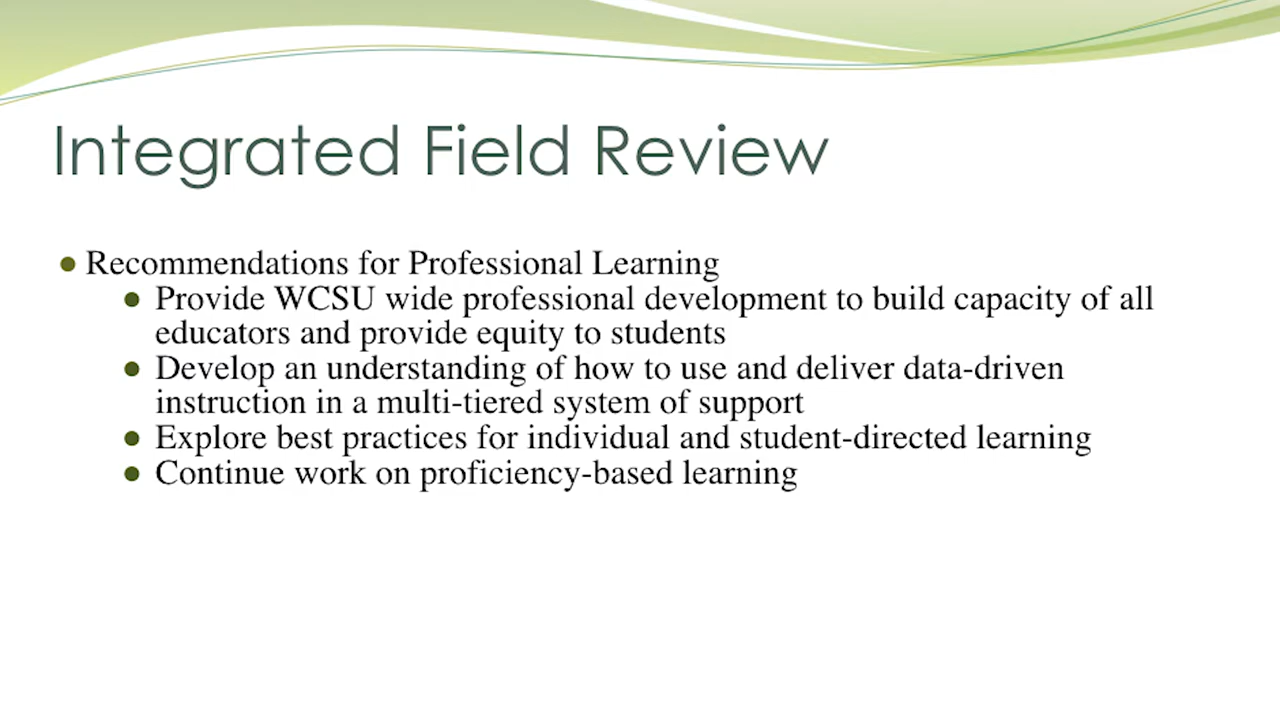 Integrated Field Review
● Recommendations for Professional Learning
● Provide WCSU wide professional development to build capacity of all
educators and provide equity to students
● Develop an understanding of how to use and deliver data-driven
instruction in a multi-tiered system of support
● Explore best practices for individual and student-directed learning
● Continue work on proficiency-based learning